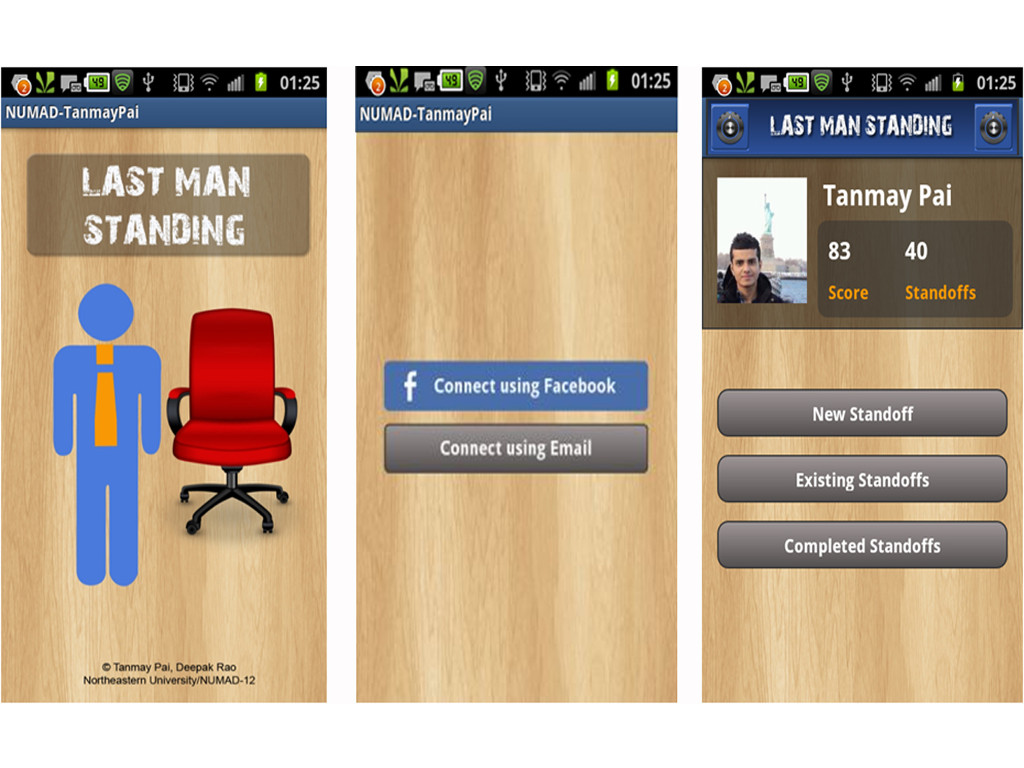 2
49
01:25
NUMAD-TanmayPai
LAST MAN
STANDING
© Tanmay Pai, Deepak Rao
Northeastern University/NUMAD-12
2
49
01:25
NUMAD-TanmayPai
f Connect using Facebook
Connect using Email
2
49
01:25
LAST MAN STANDING
Tanmay Pai
83 40
Score Standoffs
New Standoff
Existing Standoffs
Completed Standoffs